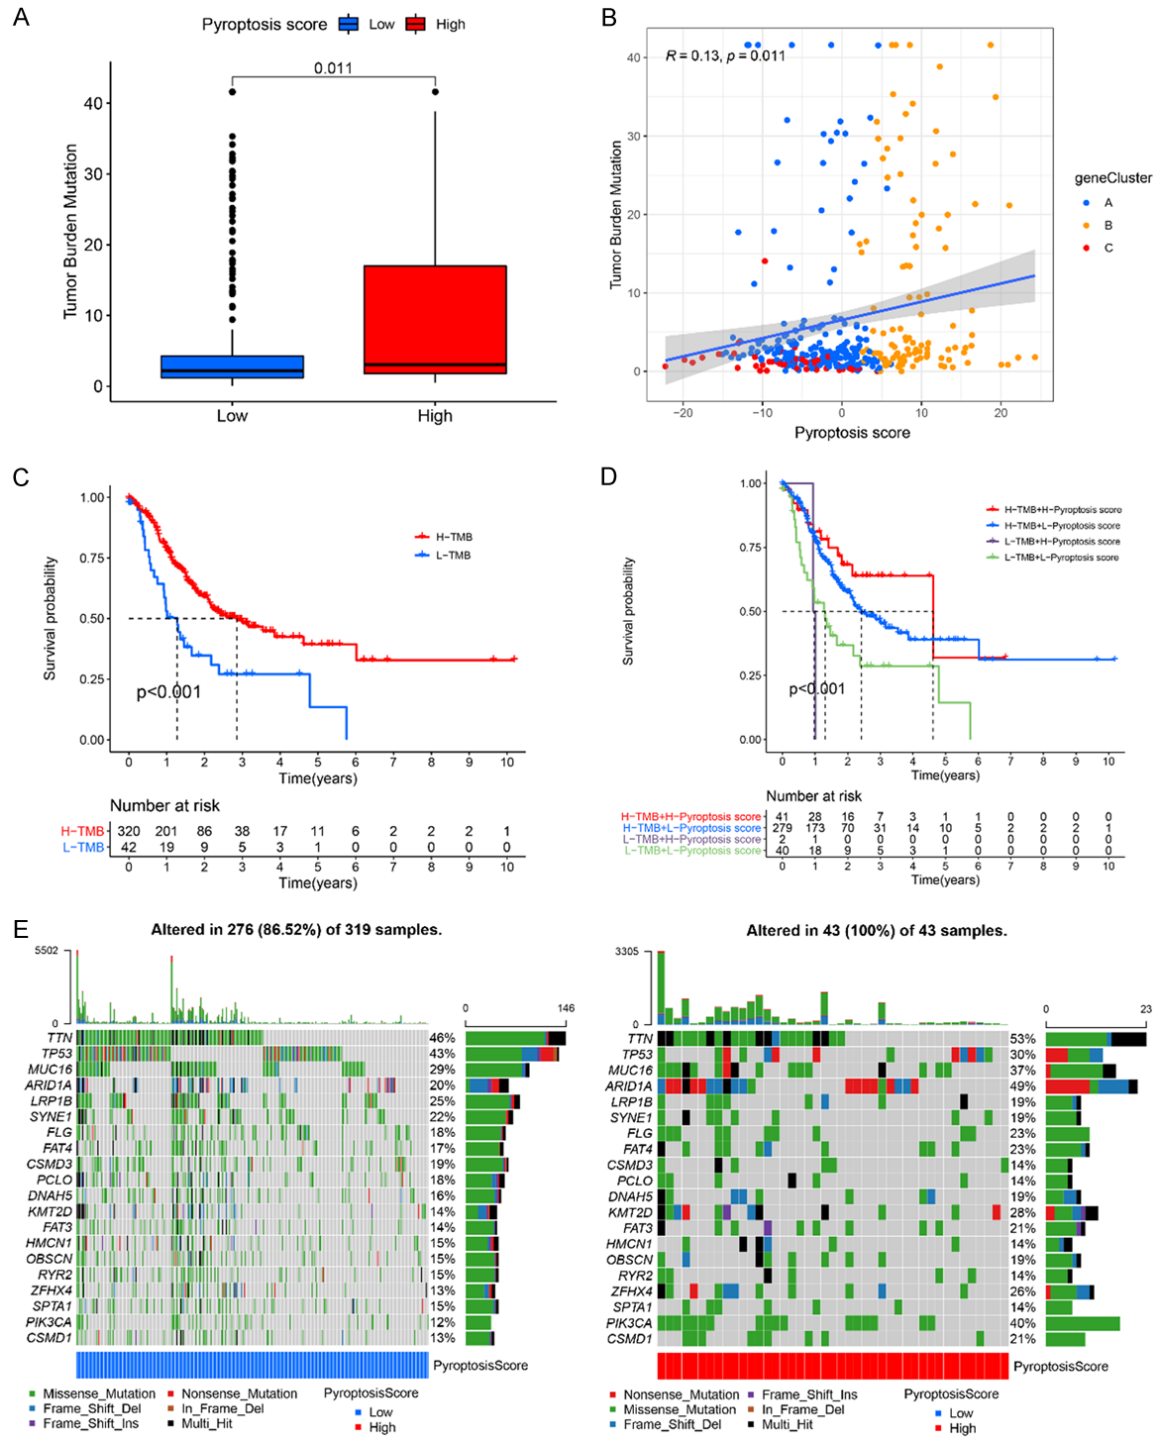 A
Pyroptosis score Low High
0.011
Tumor Burden Mutation
40
30
20
10
0
Low High
B
R = 0.13, p = 0.011
Tumor Burden Mutation
40
30
20
10
0
−20 −10 0 10 20
Pyroptosis score
geneCluster
A
B
C
C
Survival probability
1.00
0.75
0.50
0.25
0.00
H−TMB
L−TMB
p<0.001
0 1 2 3 4 5 6 7 8 9 10
Time(years)
Number at risk
H−TMB 320 201 86 38 17 11 6 2 2 2 1
L−TMB 42 19 9 5 3 1 0 0 0 0 0
0 1 2 3 4 5 6 7 8 9 10
Time(years)
D
Survival probability
1.00
0.75
0.50
0.25
0.00
H−TMB+H−Pyroptosis score
H−TMB+L−Pyroptosis score
L−TMB+H−Pyroptosis score
L−TMB+L−Pyroptosis score
p<0.001
0 1 2 3 4 5 6 7 8 9 10
Time(years)
Number at risk
H−TMB+H−Pyroptosis score 41 28 16 7 3 1 1 0 0 0 0
H−TMB+L−Pyroptosis score 279 173 70 31 14 10 5 2 2 2 1
L−TMB+H−Pyroptosis score 2 1 0 0 0 0 0 0 0 0 0
L−TMB+L−Pyroptosis score 40 18 9 5 3 1 0 0 0 0 0
0 1 2 3 4 5 6 7 8 9 10
Time(years)
E
Altered in 276 (86.52%) of 319 samples.
5502
0
0 146
TTN 46%
TP53 43%
MUC16 29%
ARID1A 20%
LRP1B 25%
SYNE1 22%
FLG 18%
FAT4 17%
CSMD3 19%
PCLO 18%
DNAH5 16%
KMT2D 14%
FAT3 14%
HMCN1 15%
OBSCN 15%
RYR2 15%
ZFHX4 13%
SPTA1 15%
PIK3CA 12%
CSMD1 13%
PyroptosisScore
Missense_Mutation Nonsense_Mutation PyroptosisScore
Frame_Shift_Del In_Frame_Del Low
Frame_Shift_Ins Multi_Hit High
Altered in 43 (100%) of 43 samples.
3305
0
0 23
TTN 53%
TP53 30%
MUC16 37%
ARID1A 49%
LRP1B 19%
SYNE1 19%
FLG 23%
FAT4 23%
CSMD3 14%
PCLO 14%
DNAH5 19%
KMT2D 28%
FAT3 21%
HMCN1 14%
OBSCN 19%
RYR2 14%
ZFHX4 26%
SPTA1 14%
PIK3CA 40%
CSMD1 21%
PyroptosisScore
Nonsense_Mutation Frame_Shift_Ins PyroptosisScore
Missense_Mutation In_Frame_Del Low
Frame_Shift_Del Multi_Hit High